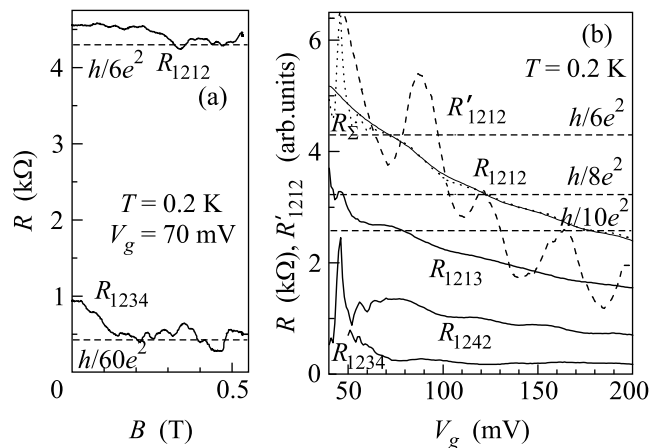 6
(b)
T = 0.2 K
R′1212
h/6e²
RΣ
R1212
h/8e²
h/10e²
R1213
R1242
R1234
4
2
0
40
100
150
200
Vg (mV)
R (kΩ), R′1212 (arb.units)
h/6e²
R1212
(a)
4
3
2
1
0
T = 0.2 K
Vg = 70 mV
R1234
h/60e²
0
0.5
B (T)
R (kΩ)